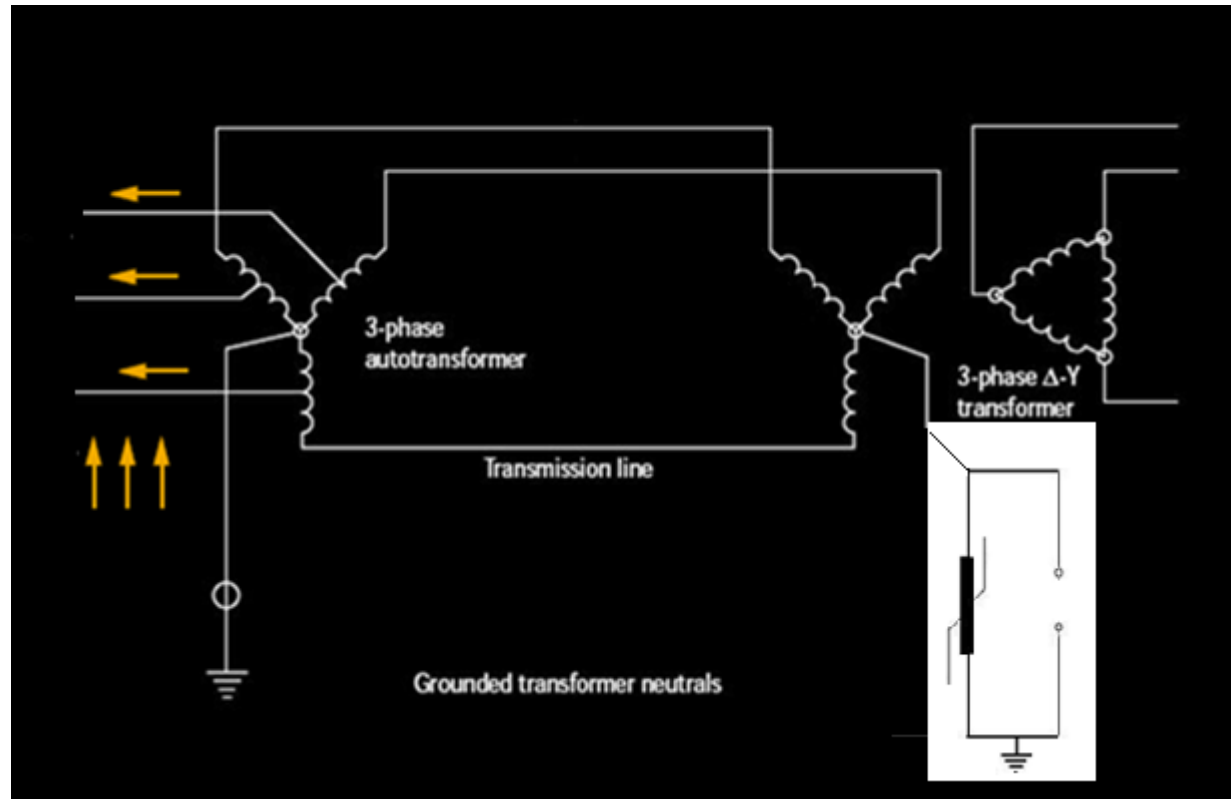 3-phase
autotransformer
3-phase Δ-Y
transformer
Transmission line
Grounded transformer neutrals